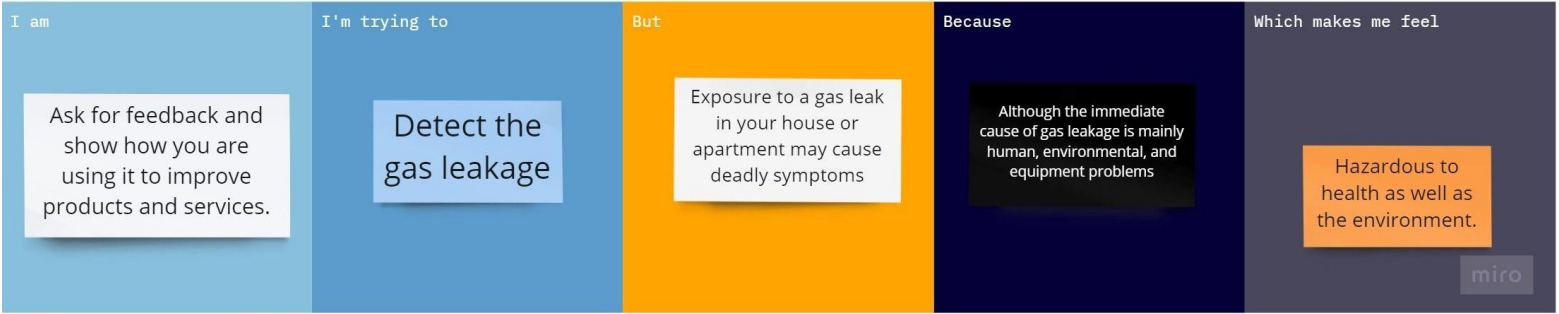 I am
Ask for feedback and
show how you are
using it to improve
products and services.
I'm trying to
Detect the
gas leakage
But
Exposure to a gas leak
in your house or
apartment may cause
deadly symptoms
Because
Although the immediate
cause of gas leakage is mainly
human, environmental, and
equipment problems
Which makes me feel
Hazardous to
health as well as
the environment.
miro